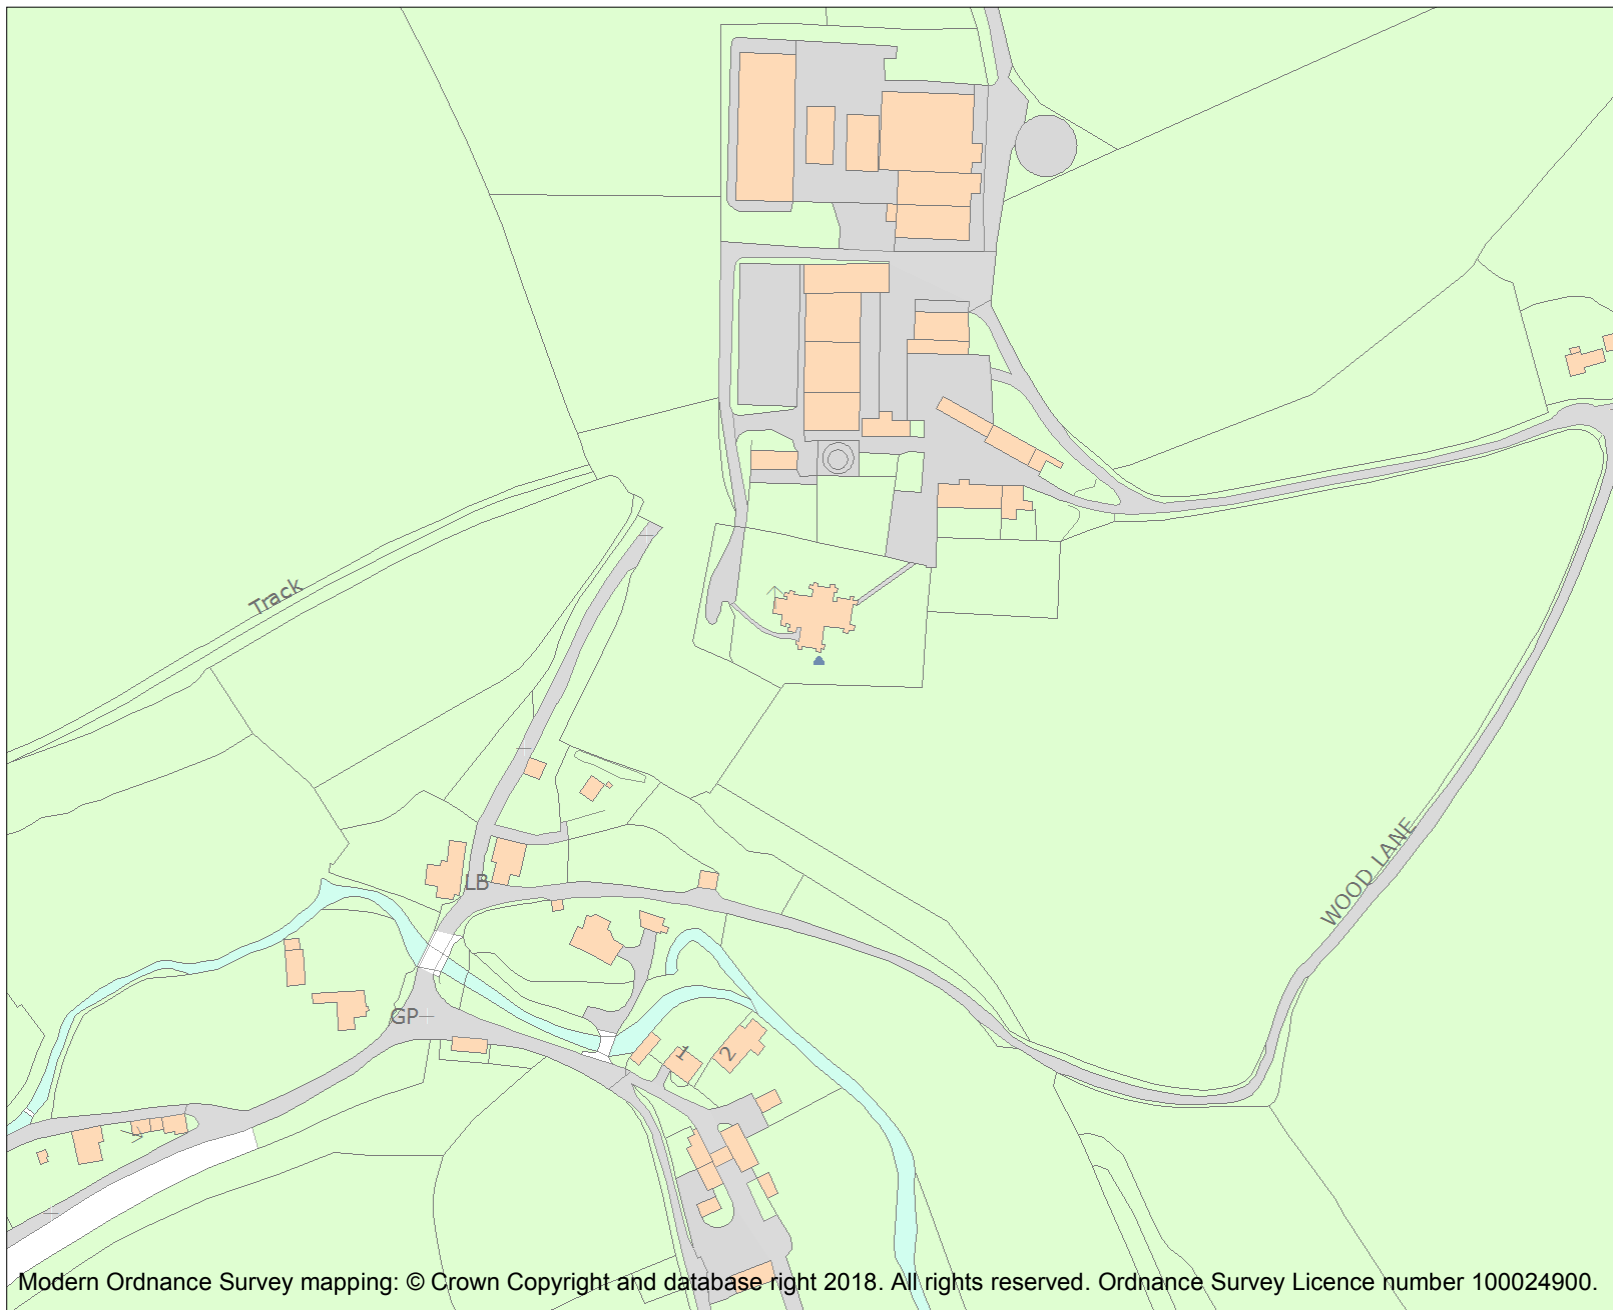 Track
WOOD LANE
LB
GP
1
2
Modern Ordnance Survey mapping: © Crown Copyright and database right 2018. All rights reserved. Ordnance Survey Licence number 100024900.